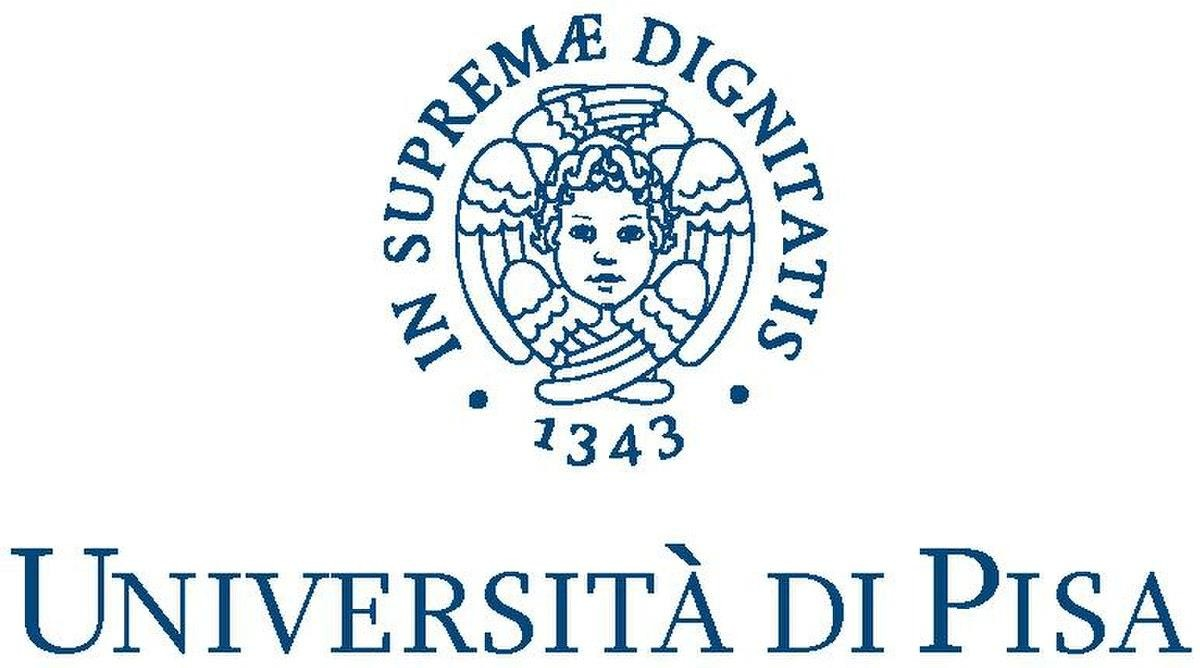 IN SUPREMÆ DIGNITATIS
1343
UNIVERSITÀ DI PISA